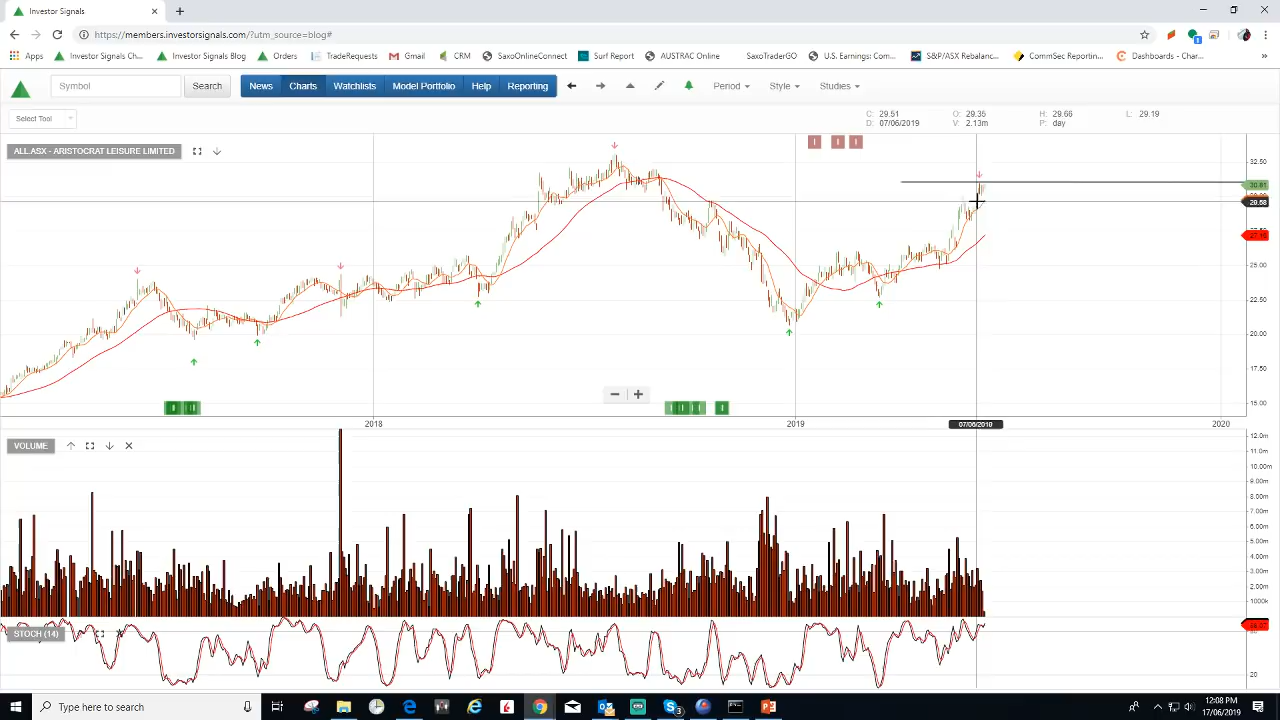 Investor Signals
https://members.investorsignals.com/?utm_source=blog#
Apps Investor Signals Ch... Investor Signals Blog Orders TradeRequests Gmail CRM SaxoOnlineConnect Surf Report AUSTRAC Online SaxoTraderGO U.S. Earnings: Com... S&P/ASX Rebalanc... CommSec Reporting... Dashboards - Char...
Symbol Search News Charts Watchlists Model Portfolio Help Reporting Period Style Studies
Select Tool
C: 29.51 O: 29.35 H: 29.66 L: 29.19
D: 07/06/2019 V: 2.13m P: day
ALL.ASX - ARISTOCRAT LEISURE LIMITED
32.50
30.81
29.58
25.00
22.50
20.00
17.50
15.00
2018 2019 07/06/2019 2020
VOLUME
12.0m
11.0m
10.0m
9.00m
8.00m
7.00m
6.00m
5.00m
4.00m
3.00m
2.00m
1000k
STOCH (14)
20
Type here to search
12:08 PM
17/06/2019